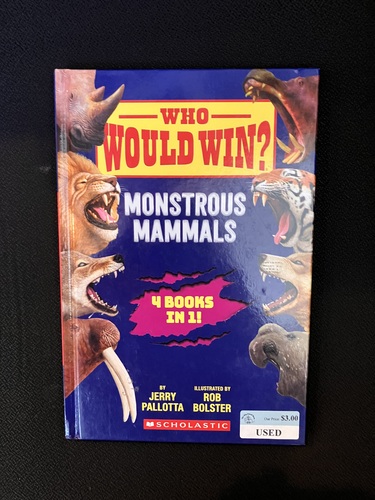 WHO
WOULD WIN?
MONSTROUS
MAMMALS
4 BOOKS
IN 1!
BY
JERRY
PALLOTTA
ILLUSTRATED BY
ROB
BOLSTER
SCHOLASTIC
$3.00
USED